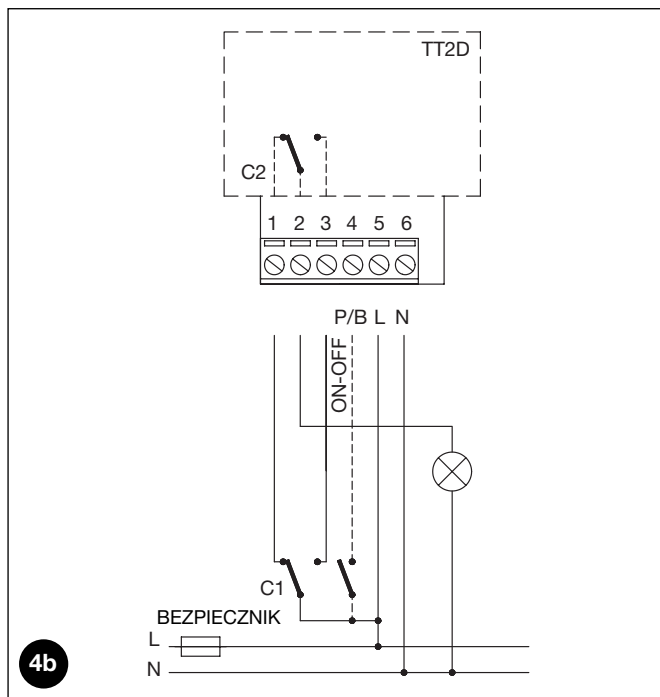 TT2D
C2
1 2 3 4 5 6
P/B L N
ON-OFF
C1
BEZPIECZNIK
L
N
4b